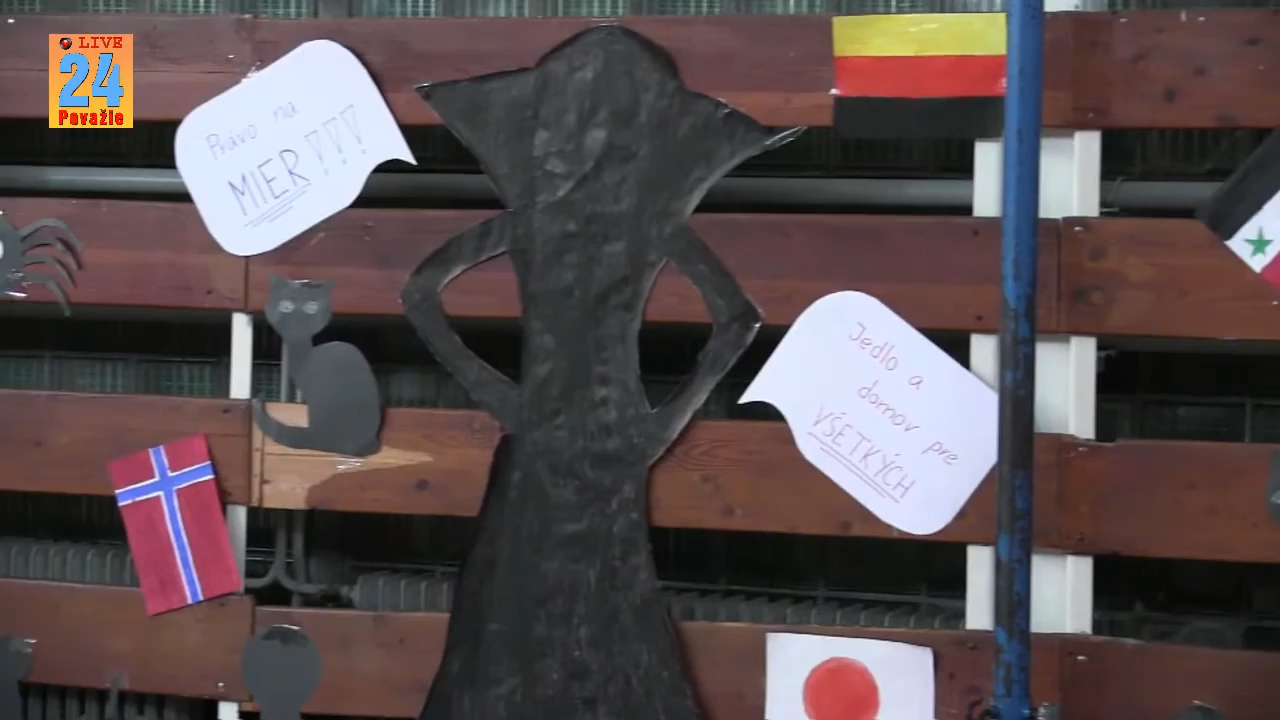 LIVE
24
Považie
Právo na
MIER!!!
Jedlo a
domov pre
VŠETKÝCH